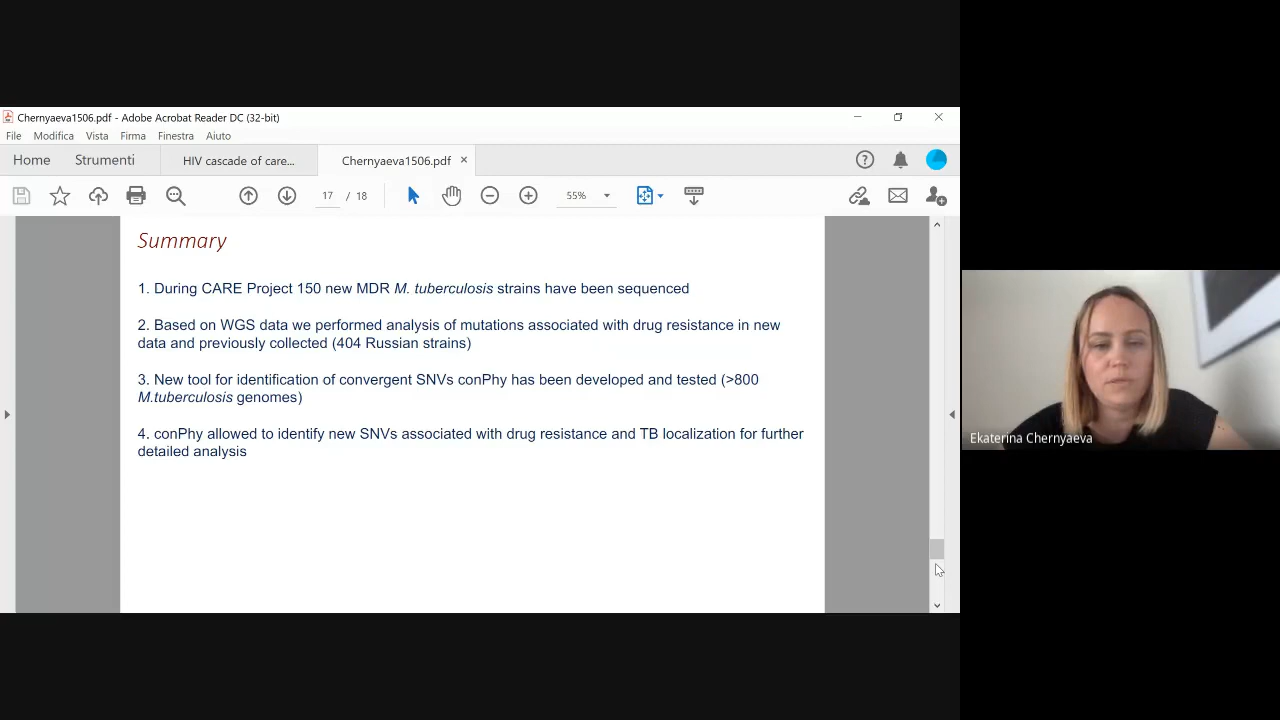 Chernyaeva1506.pdf - Adobe Acrobat Reader DC (32-bit)
File Modifica Vista Firma Finestra Aiuto
Home Strumenti HIV cascade of care... Chernyaeva1506.pdf ×
17 / 18 55%
Summary
1. During CARE Project 150 new MDR M. tuberculosis strains have been sequenced
2. Based on WGS data we performed analysis of mutations associated with drug resistance in new
data and previously collected (404 Russian strains)
3. New tool for identification of convergent SNVs conPhy has been developed and tested (>800
M.tuberculosis genomes)
4. conPhy allowed to identify new SNVs associated with drug resistance and TB localization for further
detailed analysis
Ekaterina Chernyaeva